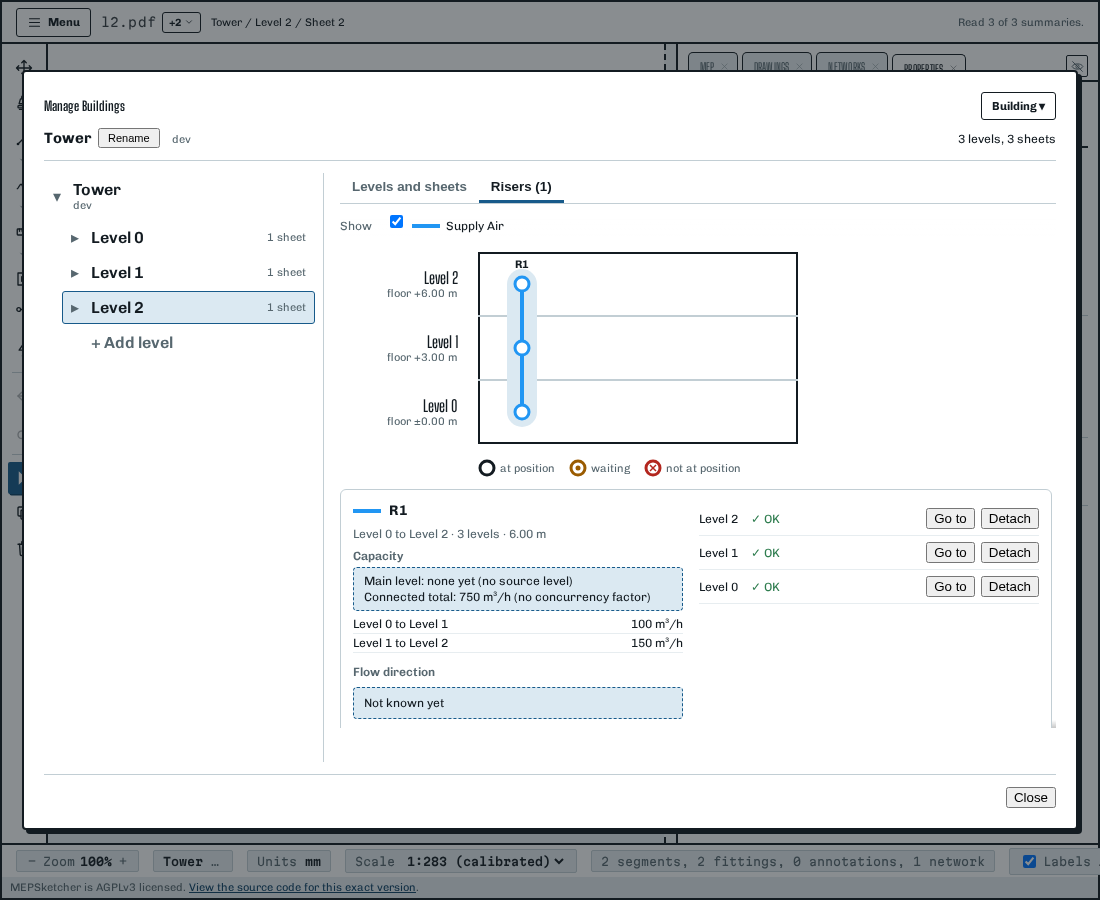 Menu
l2.pdf
+2
Tower / Level 2 / Sheet 2
Read 3 of 3 summaries.
MEP ×
DRAWINGS ×
NETWORKS ×
PROPERTIES
Manage Buildings
Building ▾
Tower
Rename
dev
3 levels, 3 sheets
▼ Tower
dev
▶ Level 0 1 sheet
▶ Level 1 1 sheet
▶ Level 2 1 sheet
+ Add level
Levels and sheets
Risers (1)
Show
Supply Air
R1
Level 2
floor +6.00 m
Level 1
floor +3.00 m
Level 0
floor ±0.00 m
at position
waiting
not at position
R1
Level 0 to Level 2 · 3 levels · 6.00 m
Capacity
Main level: none yet (no source level)
Connected total: 750 m³/h (no concurrency factor)
Level 0 to Level 1 100 m³/h
Level 1 to Level 2 150 m³/h
Flow direction
Not known yet
Level 2 ✓ OK Go to Detach
Level 1 ✓ OK Go to Detach
Level 0 ✓ OK Go to Detach
Close
− Zoom 100% +
Tower …
Units mm
Scale 1:283 (calibrated)
2 segments, 2 fittings, 0 annotations, 1 network
Labels
MEPSketcher is AGPLv3 licensed. View the source code for this exact version.